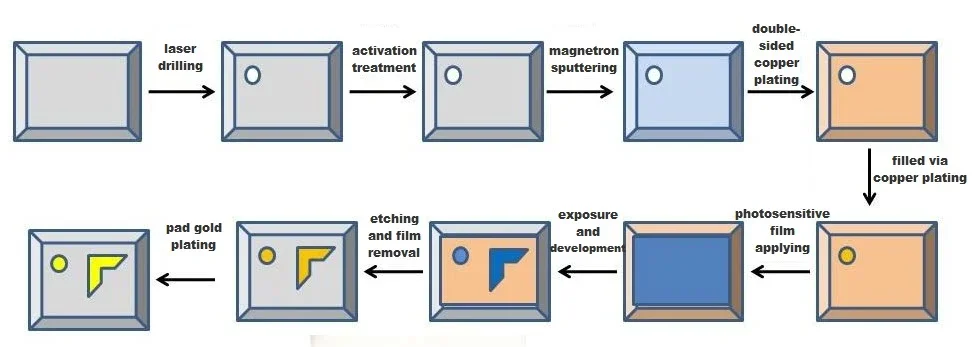 laser
drilling
activation
treatment
magnetron
sputtering
double-
sided
copper
plating
filled via
copper plating
photosensitive
film
applying
exposure
and
development
etching
and film
removal
pad gold
plating